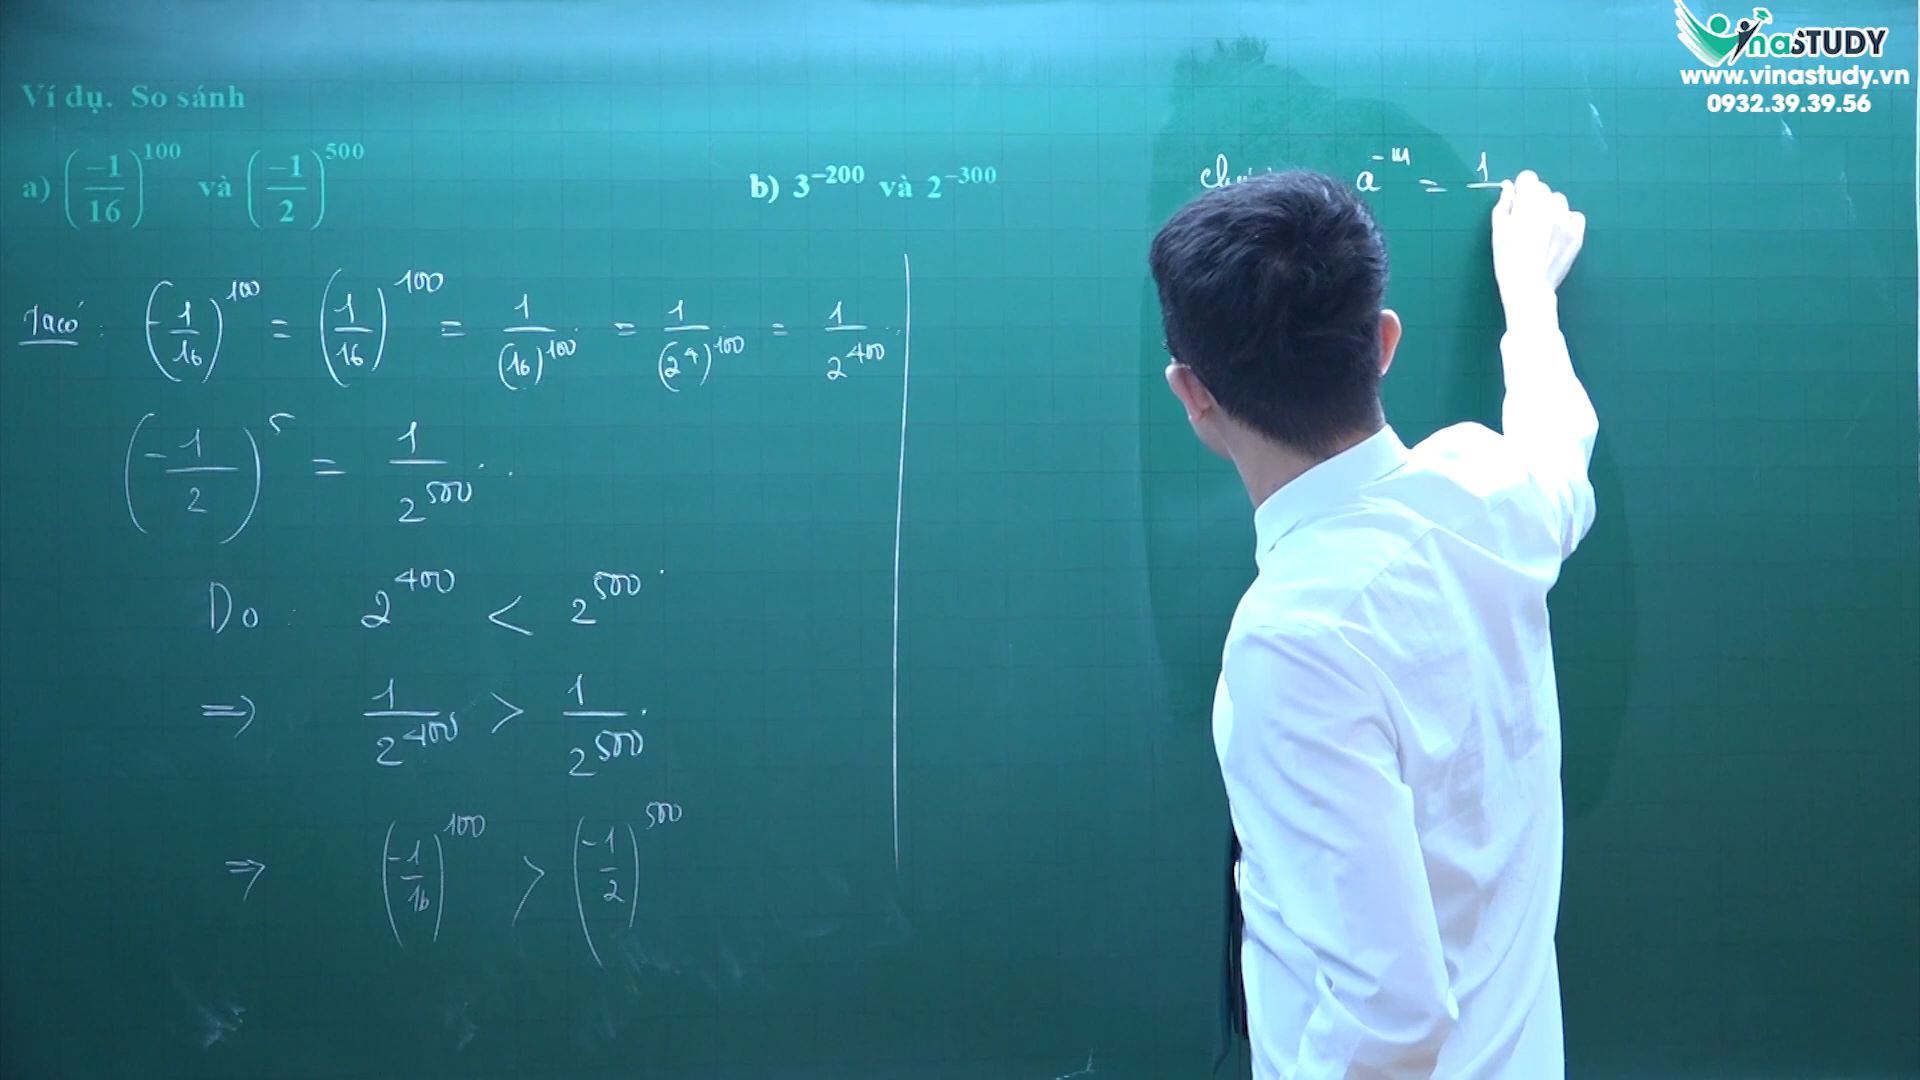 VinaSTUDY
www.vinastudy.vn
0932.39.39.56
Ví dụ. So sánh
a) (-1/16)^100 và (-1/2)^500
b) 3^-200 và 2^-300
a^-m = 1
Ta có: (-1/16)^100 = (1/16)^100 = 1/(16)^100 = 1/(2^4)^100 = 1/2^400
(-1/2)^5 = 1/2^500
Do: 2^400 < 2^500
=> 1/2^400 > 1/2^500
=> (-1/16)^100 > (-1/2)^500